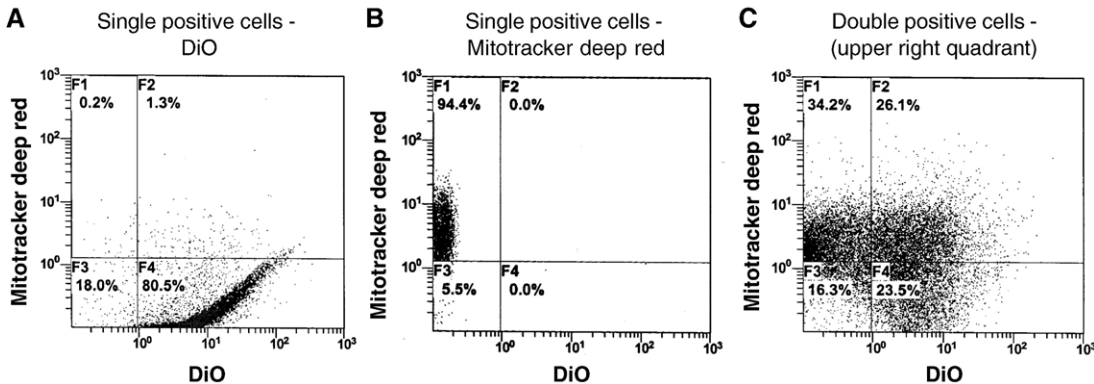 A
Single positive cells -
DiO
Mitotracker deep red
10³
10²
10¹
10⁰
F1
0.2%
F2
1.3%
F3
18.0%
F4
80.5%
10⁰
10¹
10²
10³
DiO
B
Single positive cells -
Mitotracker deep red
Mitotracker deep red
10³
10²
10¹
10⁰
F1
94.4%
F2
0.0%
F3
5.5%
F4
0.0%
10⁰
10¹
10²
10³
DiO
C
Double positive cells -
(upper right quadrant)
Mitotracker deep red
10³
10²
10¹
10⁰
F1
34.2%
F2
26.1%
F3
16.3%
F4
23.5%
10⁰
10¹
10²
10³
DiO